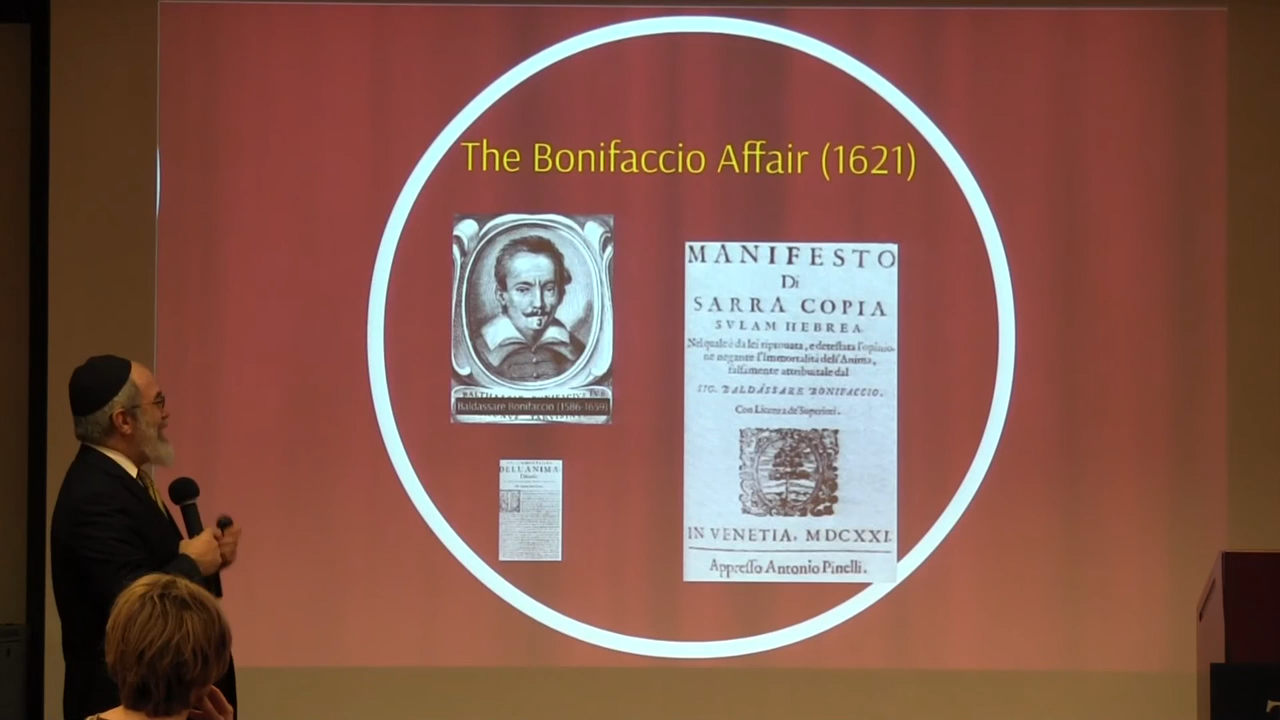 The Bonifaccio Affair (1621)
Baldassare Bonifaccio (1586-1659)
DELL'ANIMA
MANIFESTO
Di
SARRA COPIA
SVLAM HEBREA
Nel quale è da lei riprouata, e detestata l'opinio-
ne negante l'Immortalità dell'Anima,
falsamente attribuitale dal
SIG. BALDASSARE BONIFACCIO.
Con Licenza de' Superiori.
IN VENETIA, MDCXXI.
Appresso Antonio Pinelli.